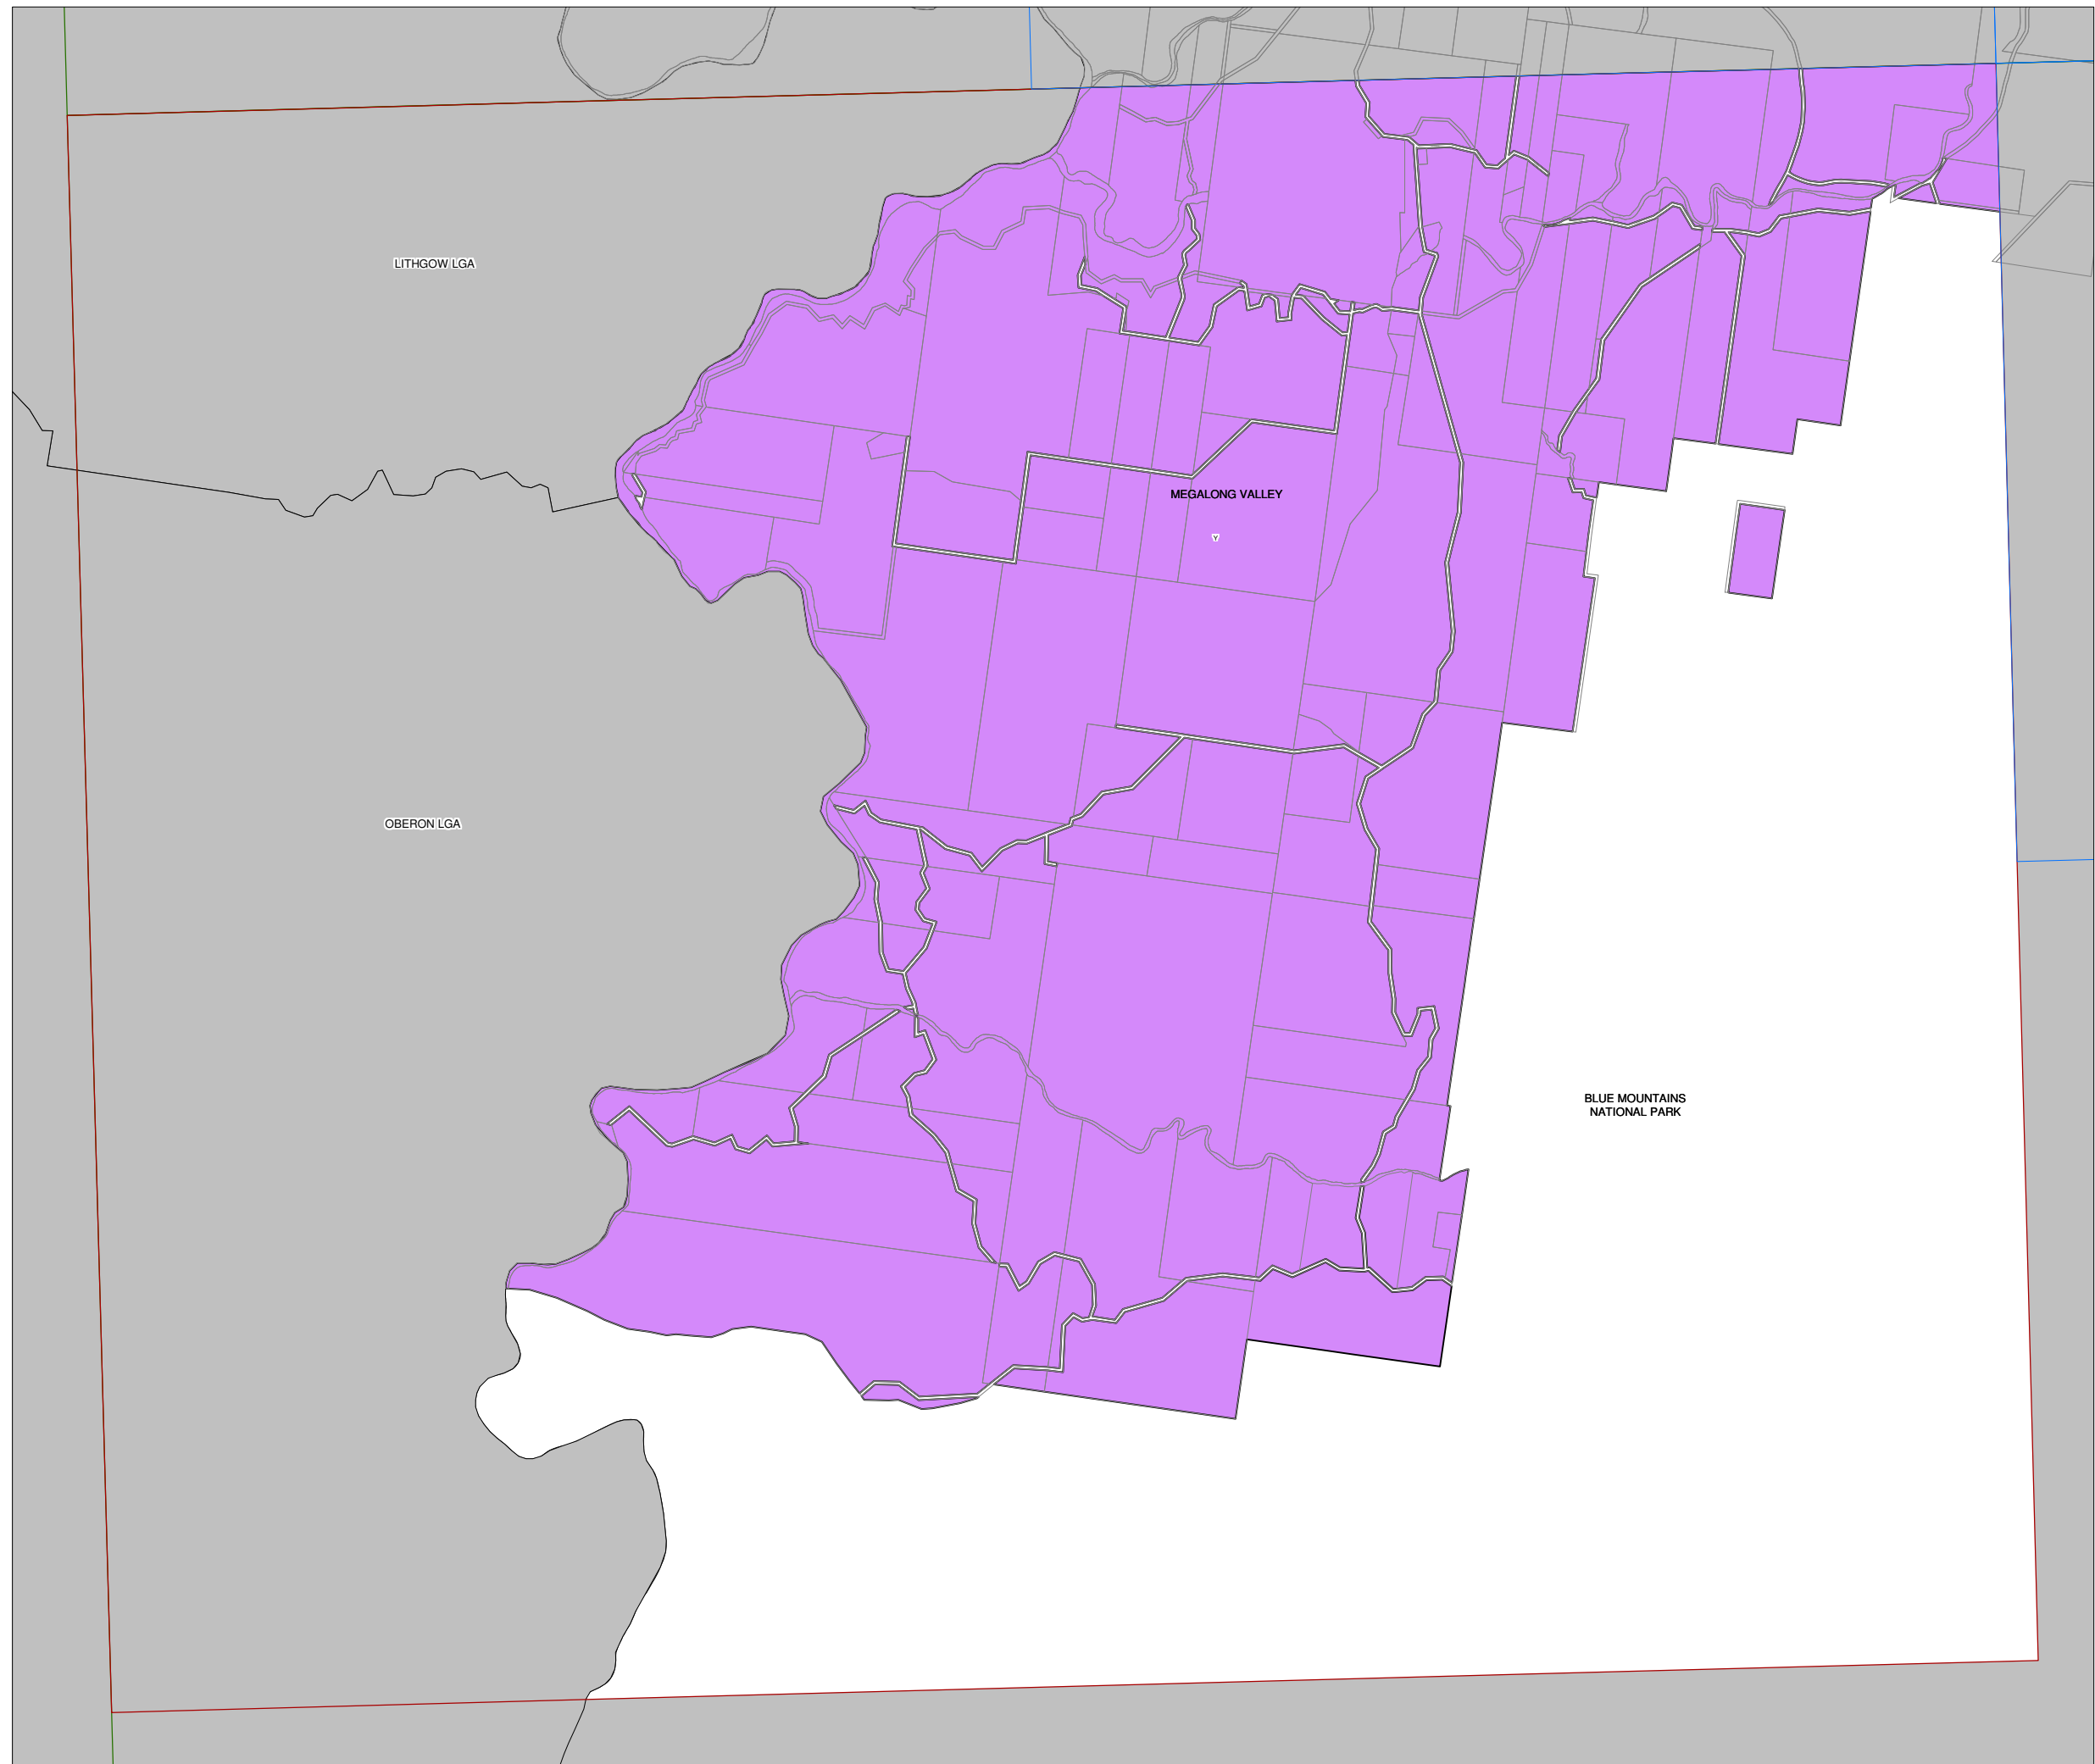 LITHGOW LGA
MEGALONG VALLEY
Y
OBERON LGA
BLUE MOUNTAINS
NATIONAL PARK